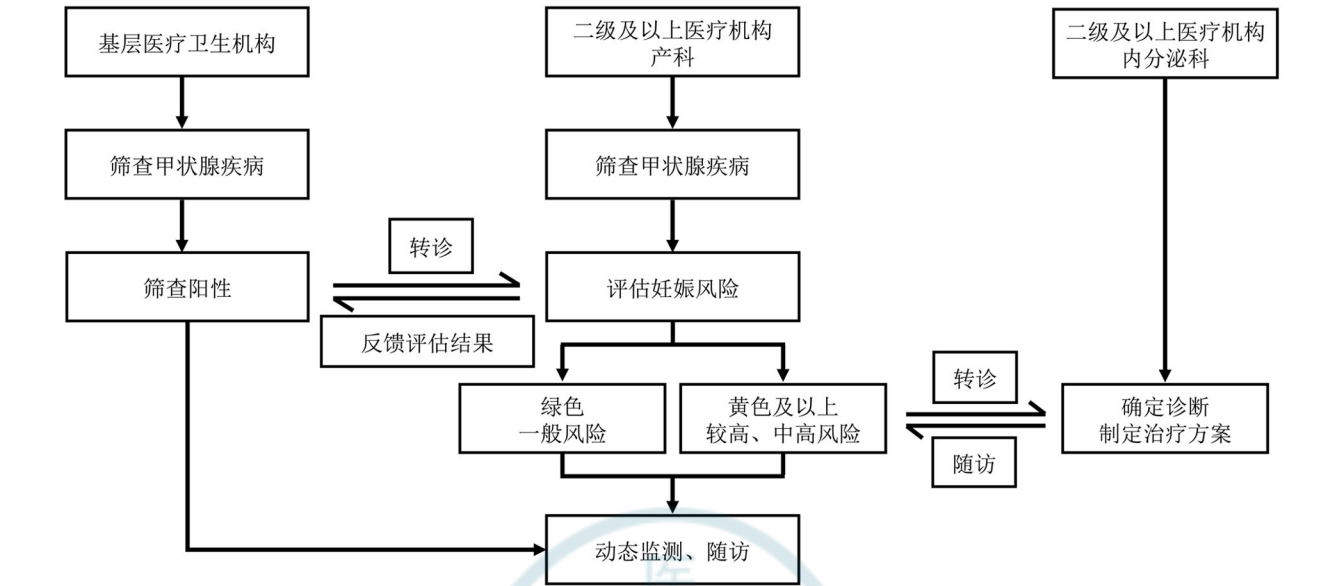 基层医疗卫生机构
二级及以上医疗机构
产科
二级及以上医疗机构
内分泌科
筛查甲状腺疾病
筛查甲状腺疾病
转诊
筛查阳性
评估妊娠风险
反馈评估结果
绿色
一般风险
黄色及以上
较高、中高风险
转诊
随访
确定诊断
制定治疗方案
动态监测、随访
医